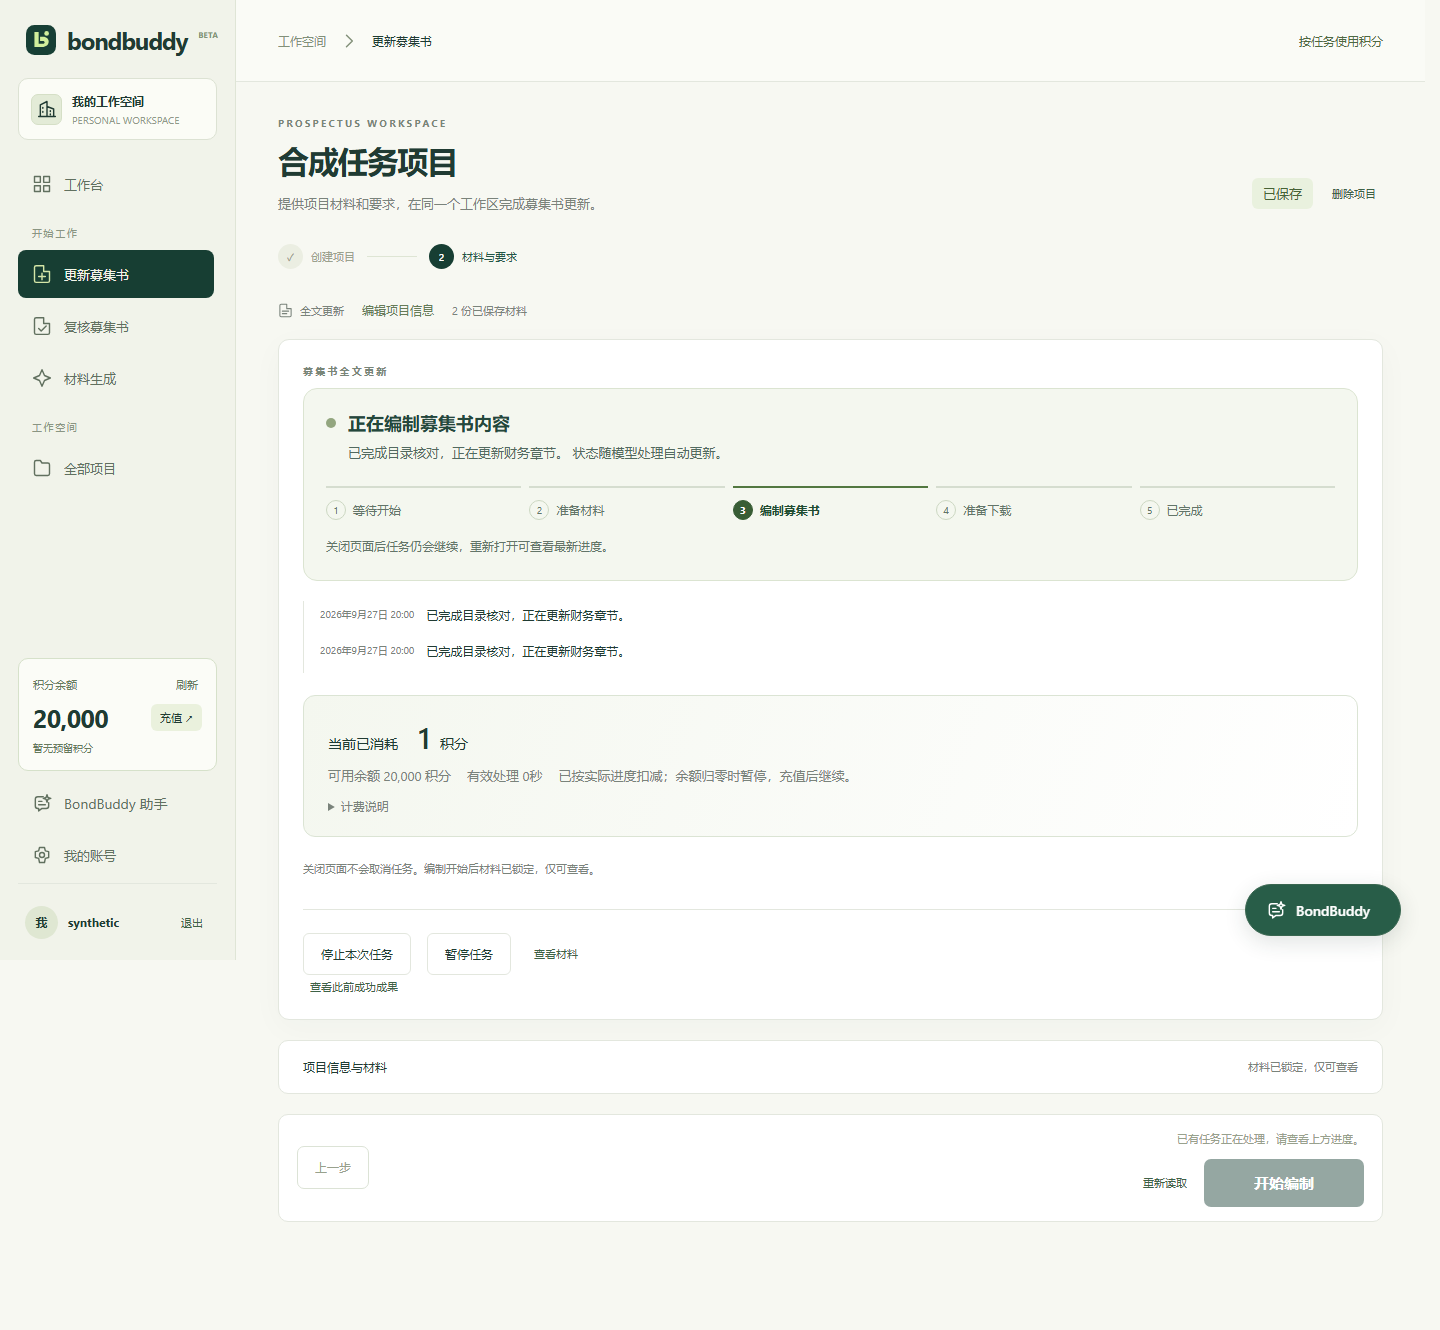 bondbuddy BETA
我的工作空间
PERSONAL WORKSPACE
工作台
开始工作
更新募集书
复核募集书
材料生成
工作空间
全部项目
积分余额 刷新
20,000 充值 ↗
暂无预留积分
BondBuddy 助手
我的账号
我 synthetic 退出
工作空间 > 更新募集书 按任务使用积分
PROSPECTUS WORKSPACE
合成任务项目
提供项目材料和要求，在同一个工作区完成募集书更新。
已保存 删除项目
✓ 创建项目 2 材料与要求
全文更新 编辑项目信息 2 份已保存材料
募集书全文更新
正在编制募集书内容
已完成目录核对，正在更新财务章节。 状态随模型处理自动更新。
1 等待开始 2 准备材料 3 编制募集书 4 准备下载 5 已完成
关闭页面后任务仍会继续，重新打开可查看最新进度。
2026年9月27日 20:00 已完成目录核对，正在更新财务章节。
2026年9月27日 20:00 已完成目录核对，正在更新财务章节。
当前已消耗 1 积分
可用余额 20,000 积分 有效处理 0秒 已按实际进度扣减；余额归零时暂停，充值后继续。
▶ 计费说明
关闭页面不会取消任务。编制开始后材料已锁定，仅可查看。
BondBuddy
停止本次任务 暂停任务 查看材料
查看此前成功成果
项目信息与材料 材料已锁定，仅可查看
已有任务正在处理，请查看上方进度。
上一步 重新读取 开始编制